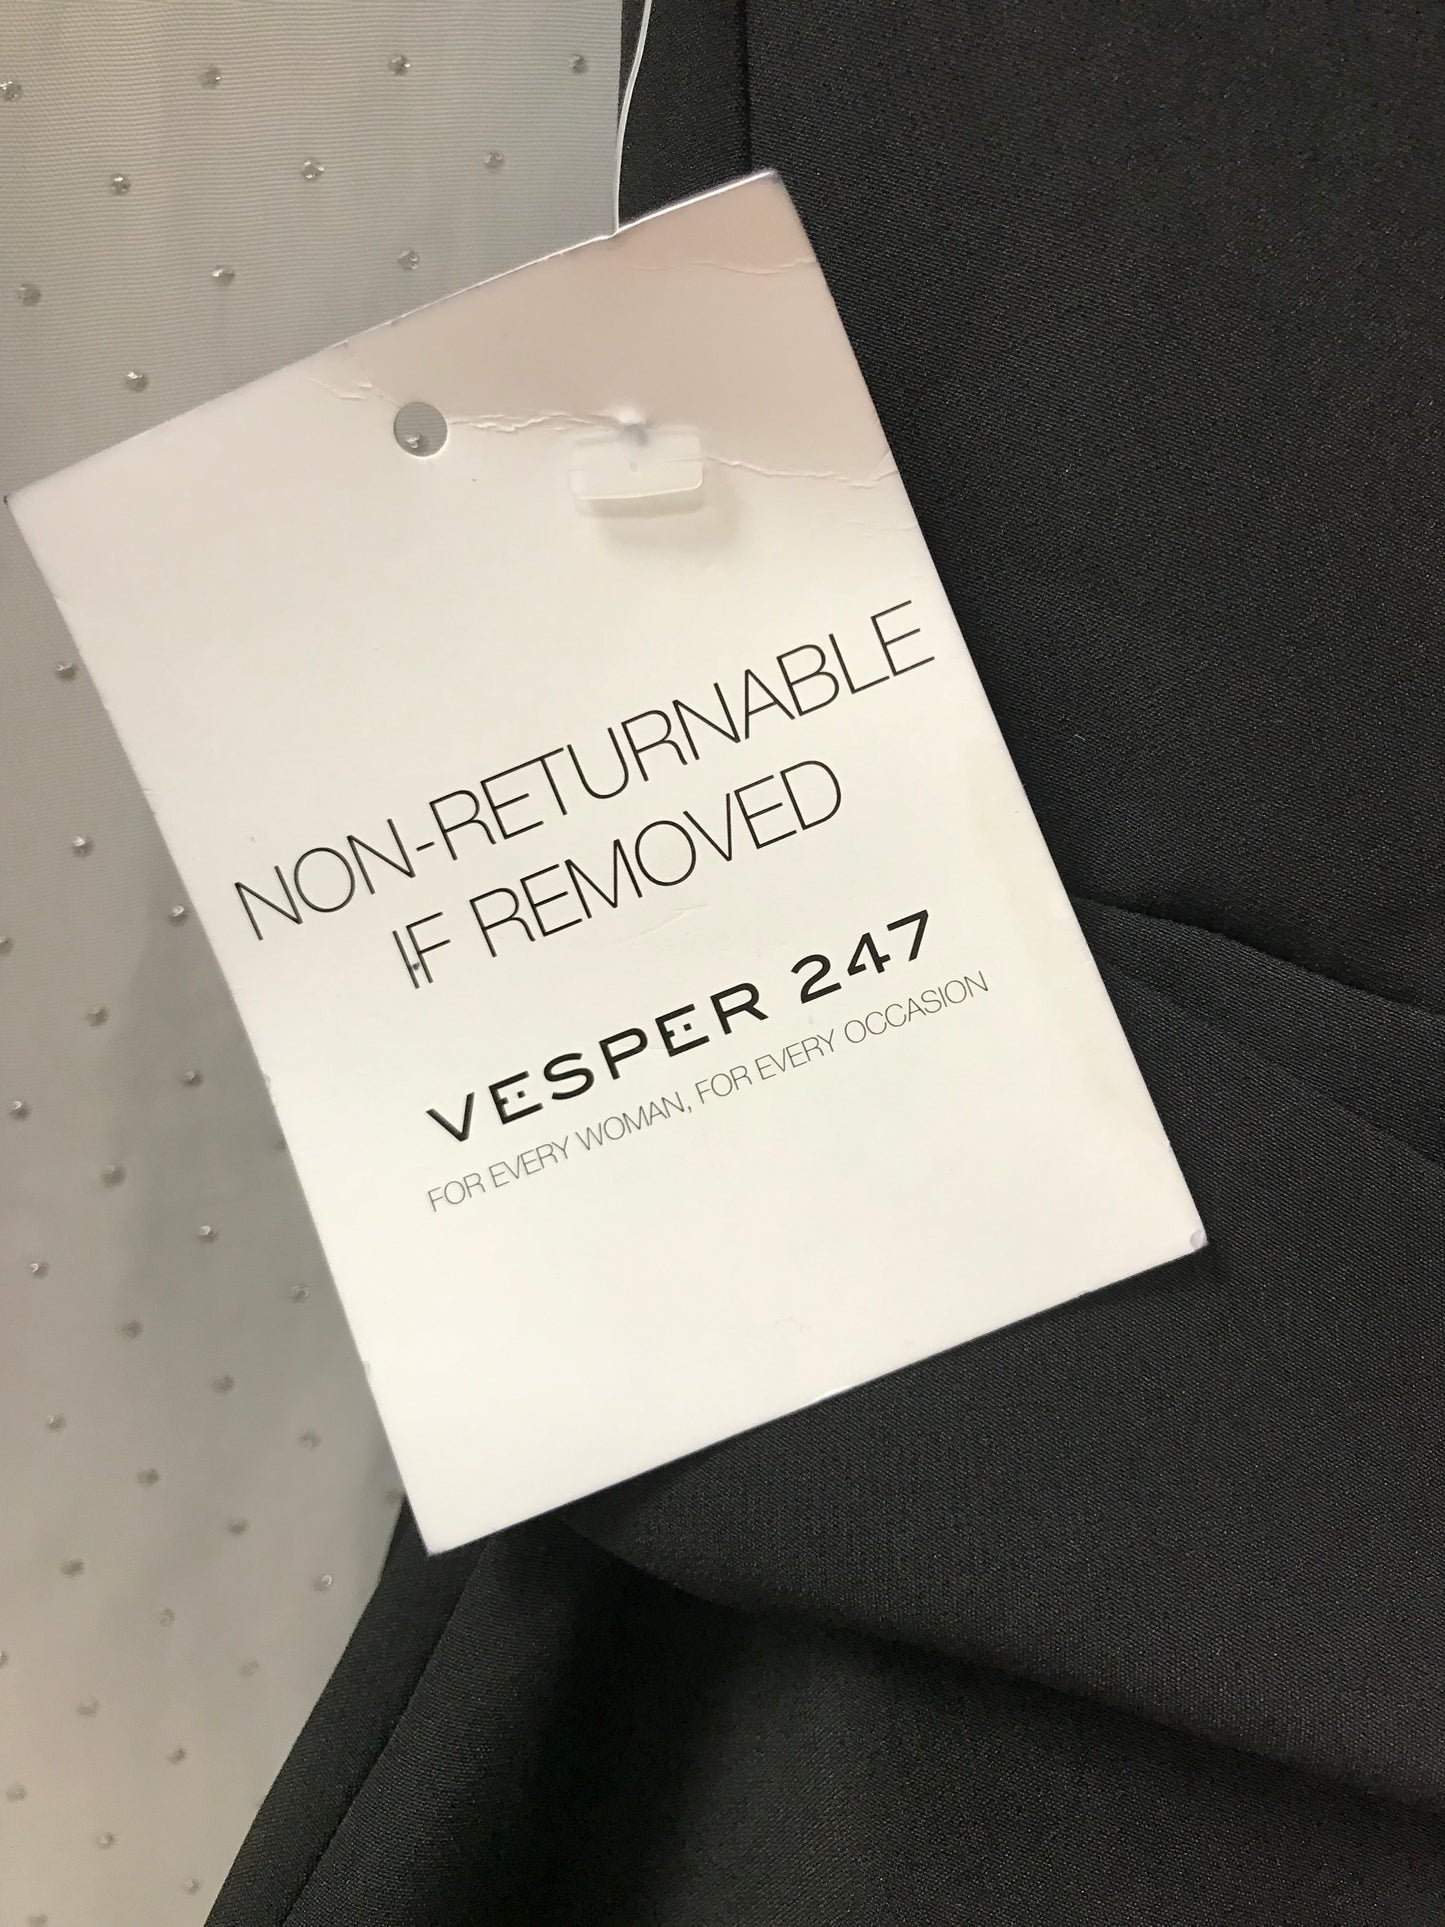 NON-RETURNABLE
IF REMOVED
VESPER 247
FOR EVERY WOMAN, FOR EVERY OCCASION